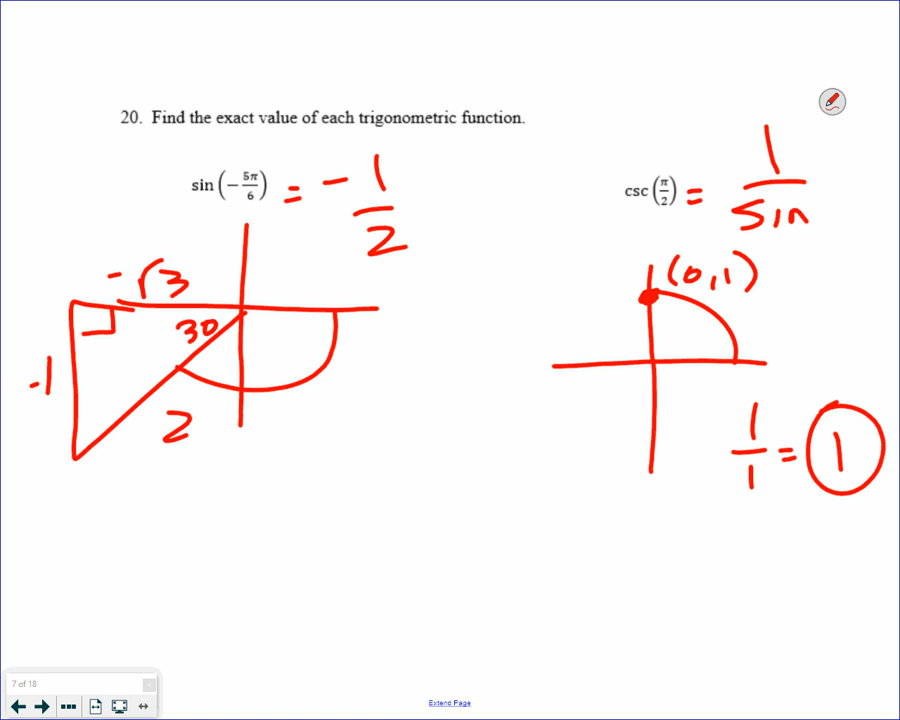 20. Find the exact value of each trigonometric function.
sin(−5π/6) = −1/2
-√3
30
-1
2
csc(π/2) = 1/sin
(0,1)
1/1 = 1
7 of 18
Extend Page